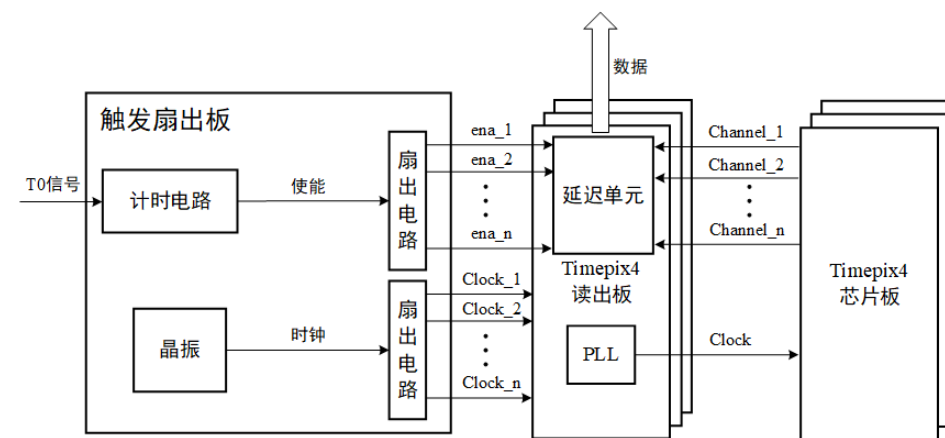 数据
触发扇出板
T0信号
计时电路
使能
扇
出
电
路
ena_1
ena_2
ena_n
延迟单元
Channel_1
Channel_2
Channel_n
Timepix4
读出板
Timepix4
芯片板
晶振
时钟
扇
出
电
路
Clock_1
Clock_2
Clock_n
PLL
Clock